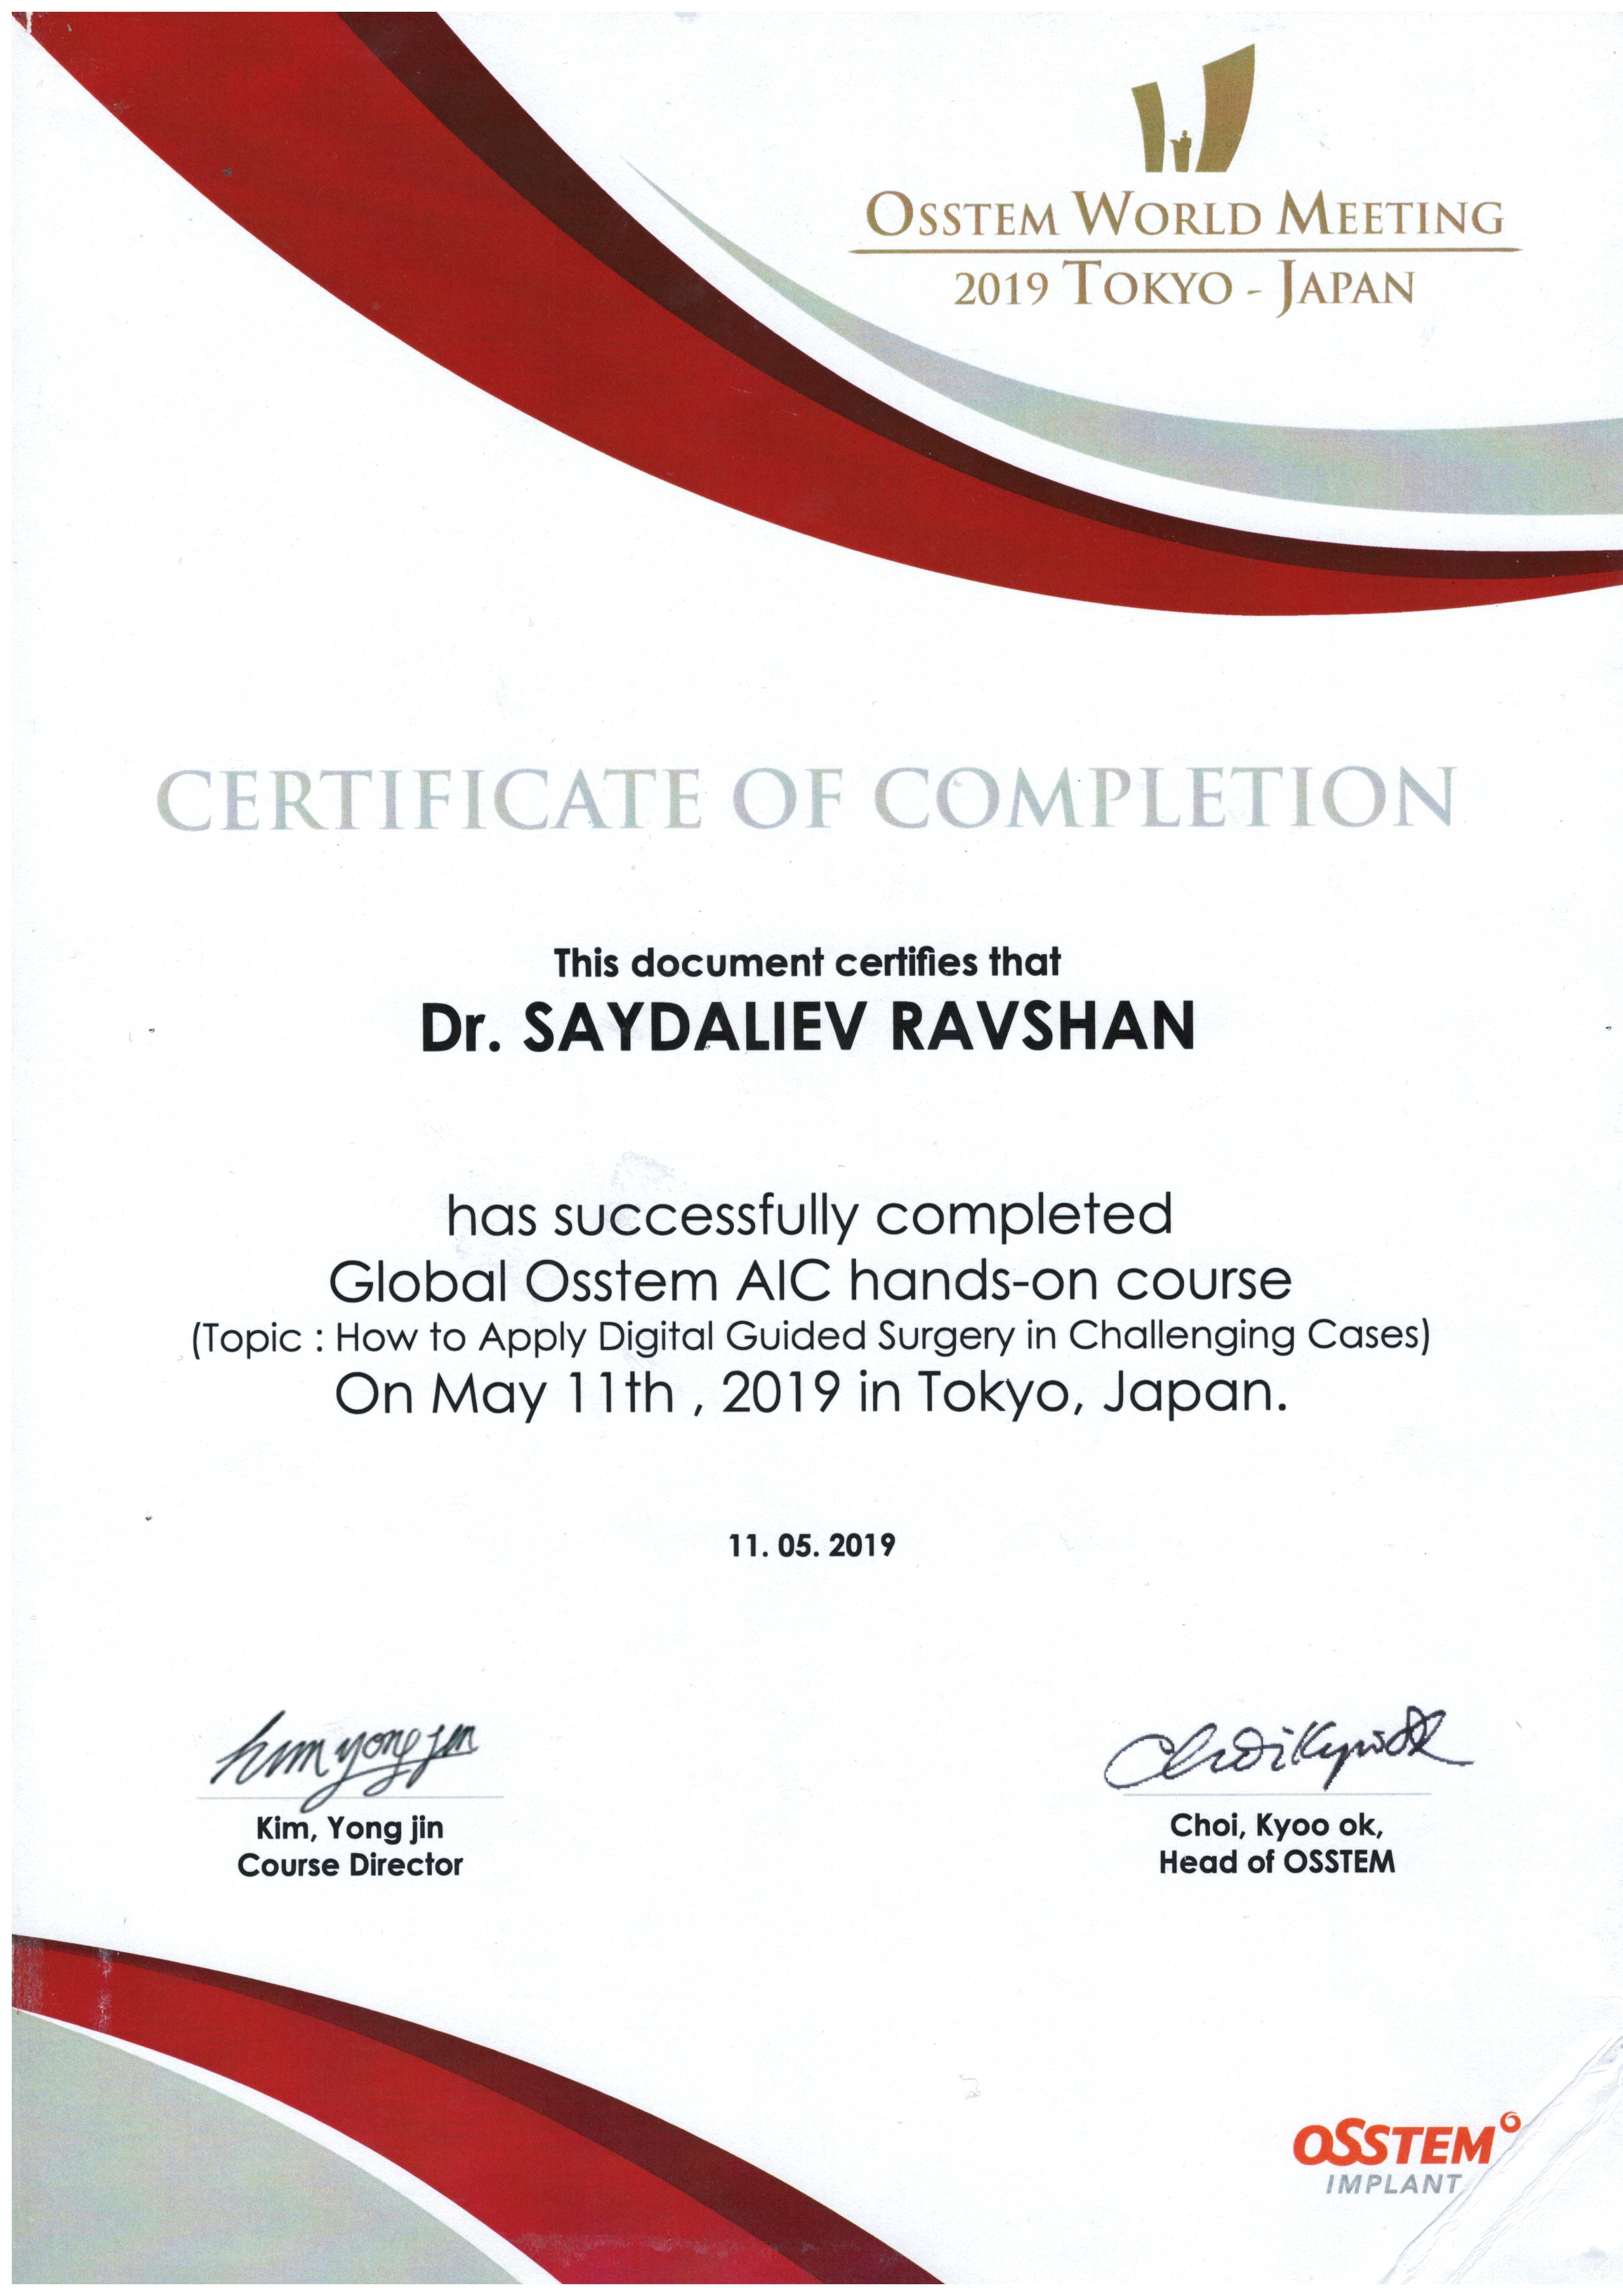 OSSTEM WORLD MEETING
2019 TOKYO - JAPAN
CERTIFICATE OF COMPLETION
This document certifies that
Dr. SAYDALIEV RAVSHAN
has successfully completed
Global Osstem AIC hands-on course
(Topic : How to Apply Digital Guided Surgery in Challenging Cases)
On May 11th , 2019 in Tokyo, Japan.
11. 05. 2019
kim yong jin
Choi Kyoo Ok
Kim, Yong jin
Course Director
Choi, Kyoo ok,
Head of OSSTEM
OSSTEM
IMPLANT